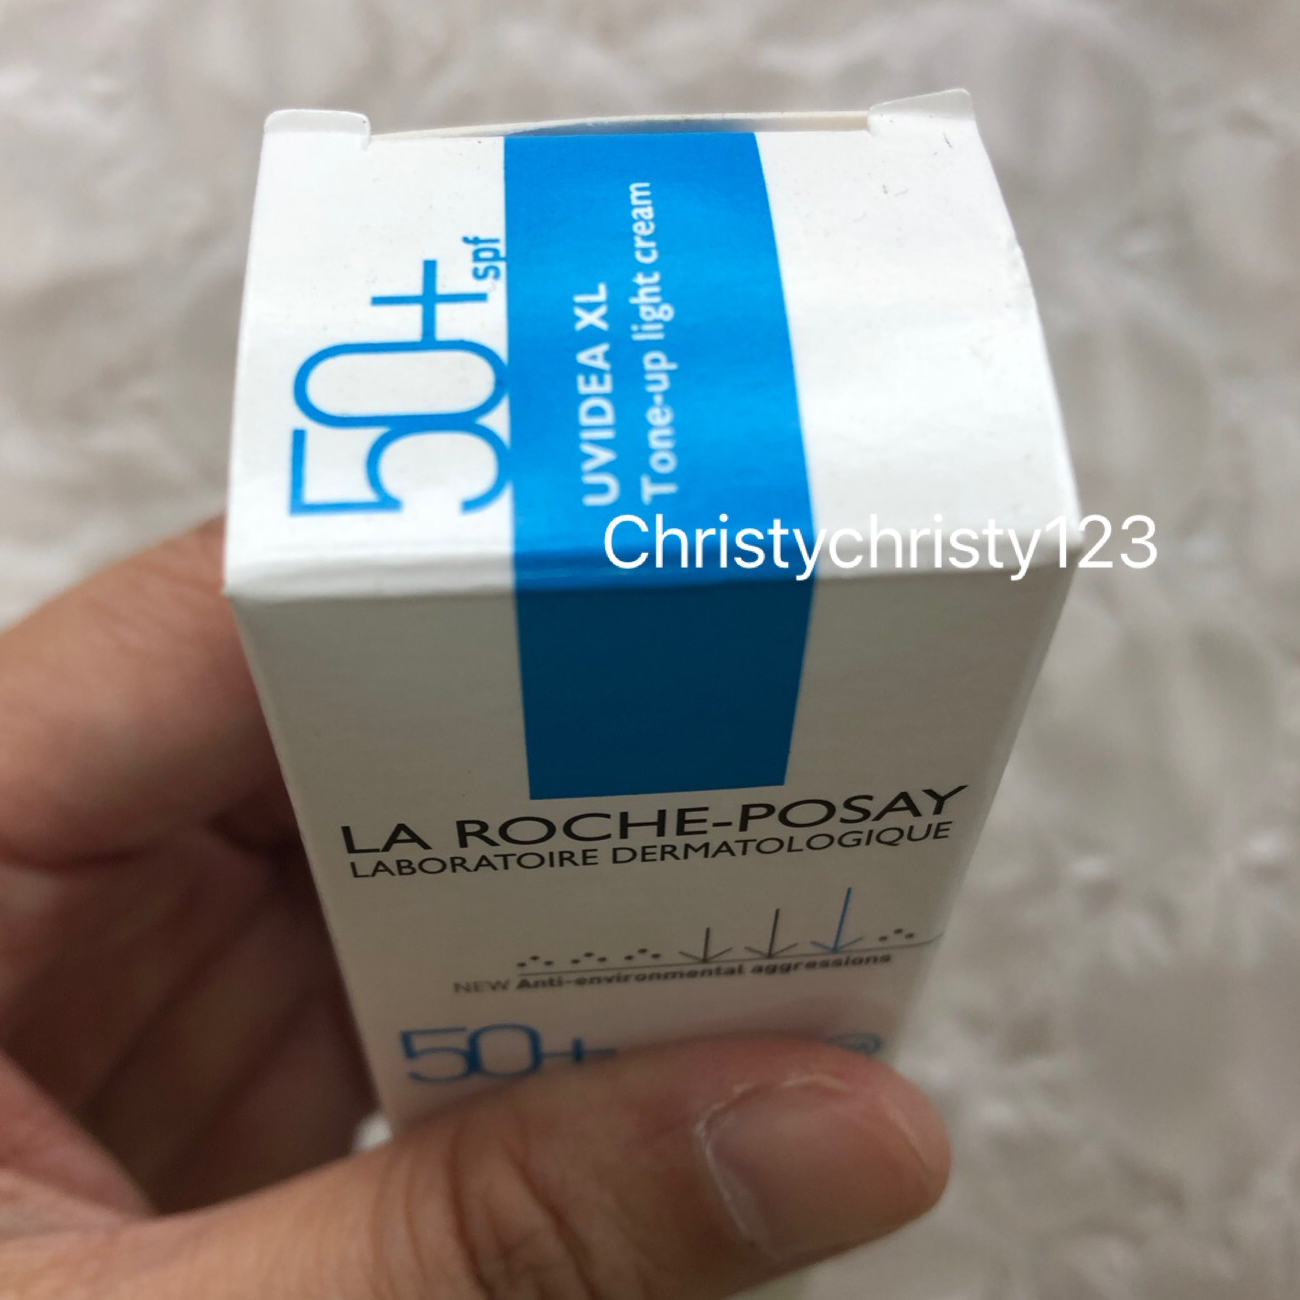 50+
spf
UVIDEA XL
Tone-up light cream
Christychristy123
LA ROCHE-POSAY
LABORATOIRE DERMATOLOGIQUE
NEW Anti-environmental aggressions
50+